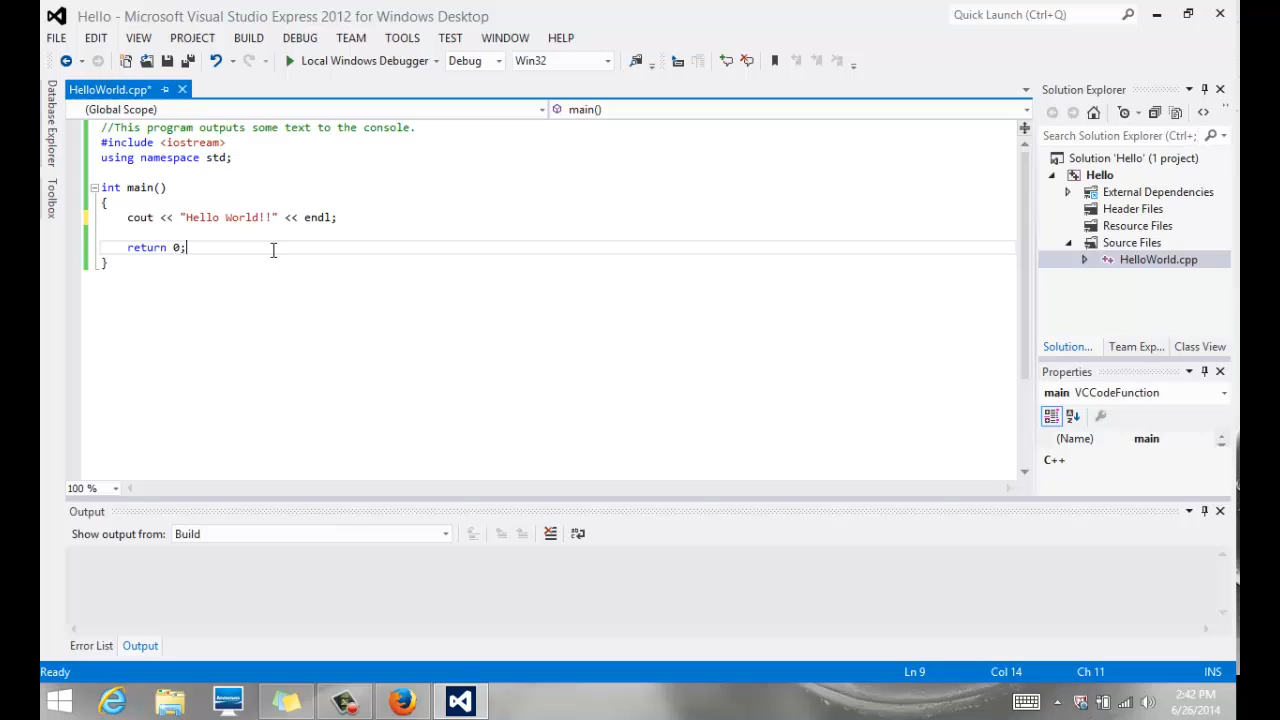 Hello - Microsoft Visual Studio Express 2012 for Windows Desktop
Quick Launch (Ctrl+Q)
FILE EDIT VIEW PROJECT BUILD DEBUG TEAM TOOLS TEST WINDOW HELP
Local Windows Debugger Debug Win32
HelloWorld.cpp*
(Global Scope) main()
//This program outputs some text to the console.
#include <iostream>
using namespace std;
int main()
{
cout << "Hello World!!" << endl;
return 0;
}
100 %
Database Explorer
Toolbox
Solution Explorer
Search Solution Explorer (Ctrl+;
Solution 'Hello' (1 project)
Hello
External Dependencies
Header Files
Resource Files
Source Files
HelloWorld.cpp
Solution... Team Exp... Class View
Properties
main VCCodeFunction
(Name) main
C++
Output
Show output from: Build
Error List Output
Ready Ln 9 Col 14 Ch 11 INS
2:42 PM
6/26/2014